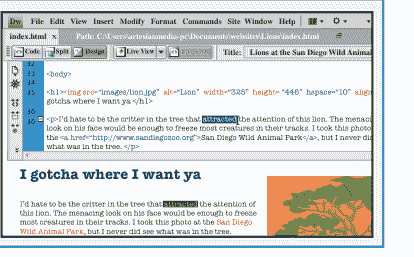 Dw File Edit View Insert Modify Format Commands Site Window Help
index.html × Path: C:\Users\artesianmedia-pc\Documents\websites\Lions\index.html
Code Split Design Live View Title: Lions at the San Diego Wild Animal
32
33 <body>
34
35 <h1><img src="images/lion.jpg" alt="Lion" width="325" height="446" hspace="10" align
gotcha where I want ya </h1>
<p>I'd hate to be the critter in the tree that attracted the attention of this lion. The menacing
look on his face would be enough to freeze most creatures in their tracks. I took this photo
the <a href="http://www.sandiegozoo.org">San Diego Wild Animal Park</a>, but I never did
what was in the tree. </p>
I gotcha where I want ya
I'd hate to be the critter in the tree that attracted the attention of
this lion. The menacing look on his face would be enough to freeze
most creatures in their tracks. I took this photo at the San Diego
Wild Animal Park, but I never did see what was in the tree.